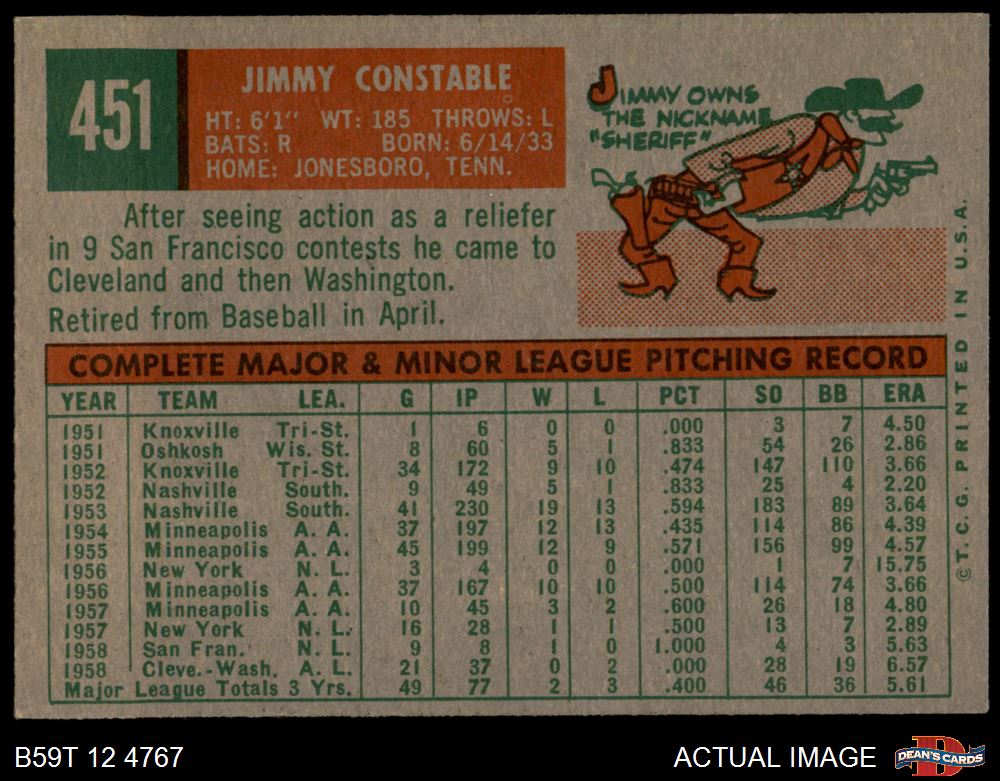 451
JIMMY CONSTABLE
HT: 6'1" WT: 185 THROWS: L
BATS: R BORN: 6/14/33
HOME: JONESBORO, TENN.
JIMMY OWNS
THE NICKNAME
"SHERIFF"
After seeing action as a reliefer
in 9 San Francisco contests he came to
Cleveland and then Washington.
Retired from Baseball in April.
COMPLETE MAJOR & MINOR LEAGUE PITCHING RECORD
YEAR TEAM LEA. G IP W L PCT SO BB ERA
1951 Knoxville Tri-St. 1 6 0 0 .000 3 7 4.50
1951 Oshkosh Wis. St. 8 60 5 1 .833 54 26 2.86
1952 Knoxville Tri-St. 34 172 9 10 .474 147 110 3.66
1952 Nashville South. 9 49 5 1 .833 25 4 2.20
1953 Nashville South. 41 230 19 13 .594 183 89 3.64
1954 Minneapolis A. A. 37 197 12 13 .435 114 86 4.39
1955 Minneapolis A. A. 45 199 12 9 .571 156 99 4.57
1956 New York N. L. 3 4 0 0 .000 1 7 15.75
1956 Minneapolis A. A. 37 167 10 10 .500 114 74 3.66
1957 Minneapolis A. A. 10 45 3 2 .600 26 18 4.80
1957 New York N. L. 16 28 1 1 .500 13 7 2.89
1958 San Fran. N. L. 9 8 1 0 1.000 4 3 5.63
1958 Cleve.-Wash. A. L. 21 37 0 2 .000 28 19 6.57
Major League Totals 3 Yrs. 49 77 2 3 .400 46 36 5.61
© T. C. G. PRINTED IN U.S.A.
B59T 12 4767
ACTUAL IMAGE
D
DEAN'S CARDS